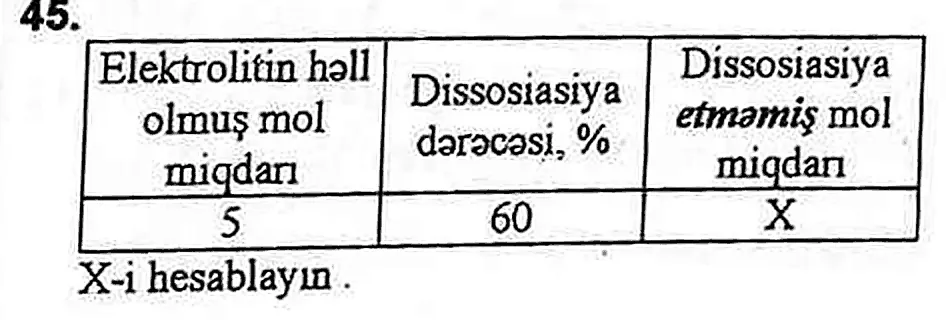 45.
Elektrolitin həll
olmuş mol
miqdarı
Dissosiasiya
dərəcəsi, %
Dissosiasiya
etməmiş mol
miqdarı
5
60
X
X-i hesablayın .